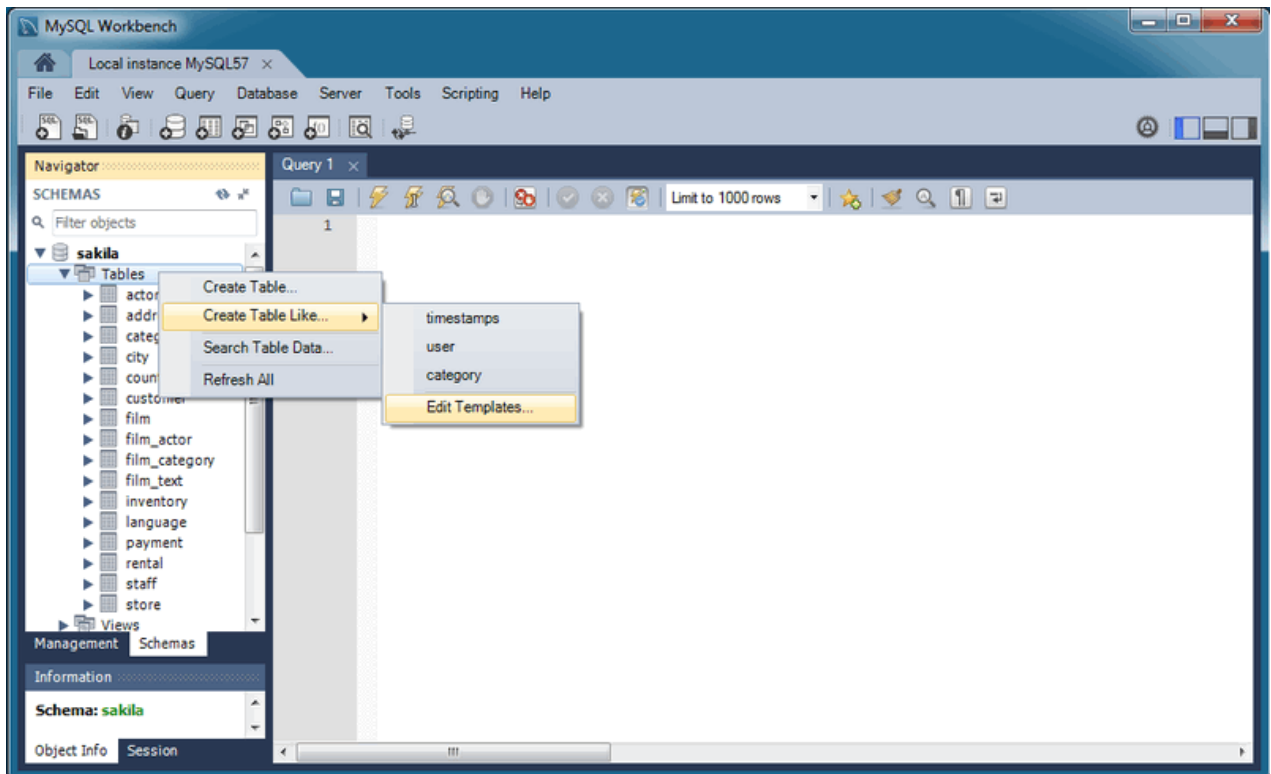 MySQL Workbench
Local instance MySQL57
File Edit View Query Database Server Tools Scripting Help
Navigator
SCHEMAS
Filter objects
sakila
Tables
actor
addr
categ
city
coun
customer
film
film_actor
film_category
film_text
inventory
language
payment
rental
staff
store
Views
Management Schemas
Information
Schema: sakila
Object Info Session
Query 1
Limit to 1000 rows
1
Create Table...
Create Table Like...
Search Table Data...
Refresh All
timestamps
user
category
Edit Templates...